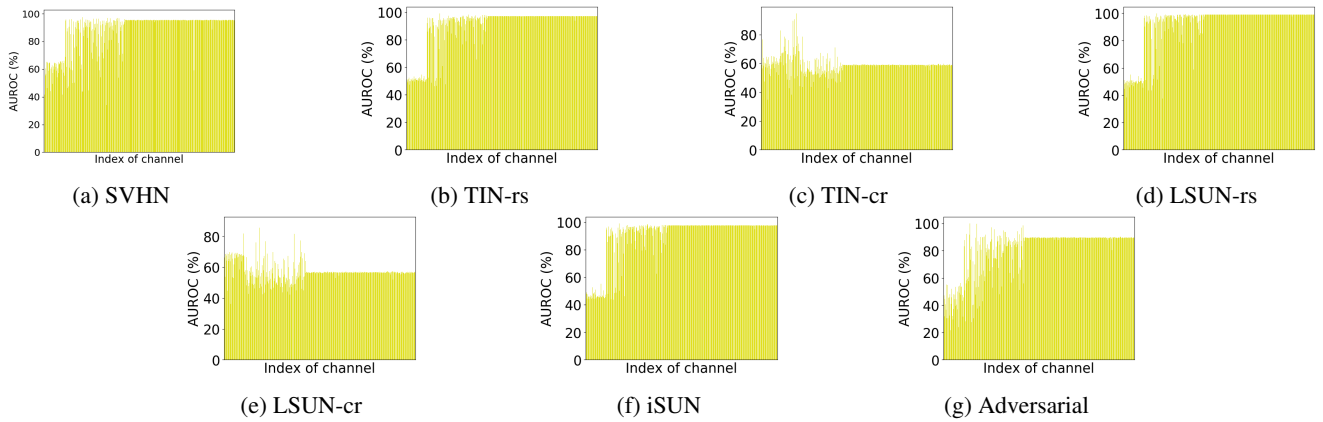 100
80
60
40
20
0
AUROC (%)
Index of channel
(a) SVHN
100
80
60
40
20
0
AUROC (%)
Index of channel
(b) TIN-rs
80
60
40
20
0
AUROC (%)
Index of channel
(c) TIN-cr
100
80
60
40
20
0
AUROC (%)
Index of channel
(d) LSUN-rs
80
60
40
20
0
AUROC (%)
Index of channel
(e) LSUN-cr
100
80
60
40
20
0
AUROC (%)
Index of channel
(f) iSUN
100
80
60
40
20
0
AUROC (%)
Index of channel
(g) Adversarial